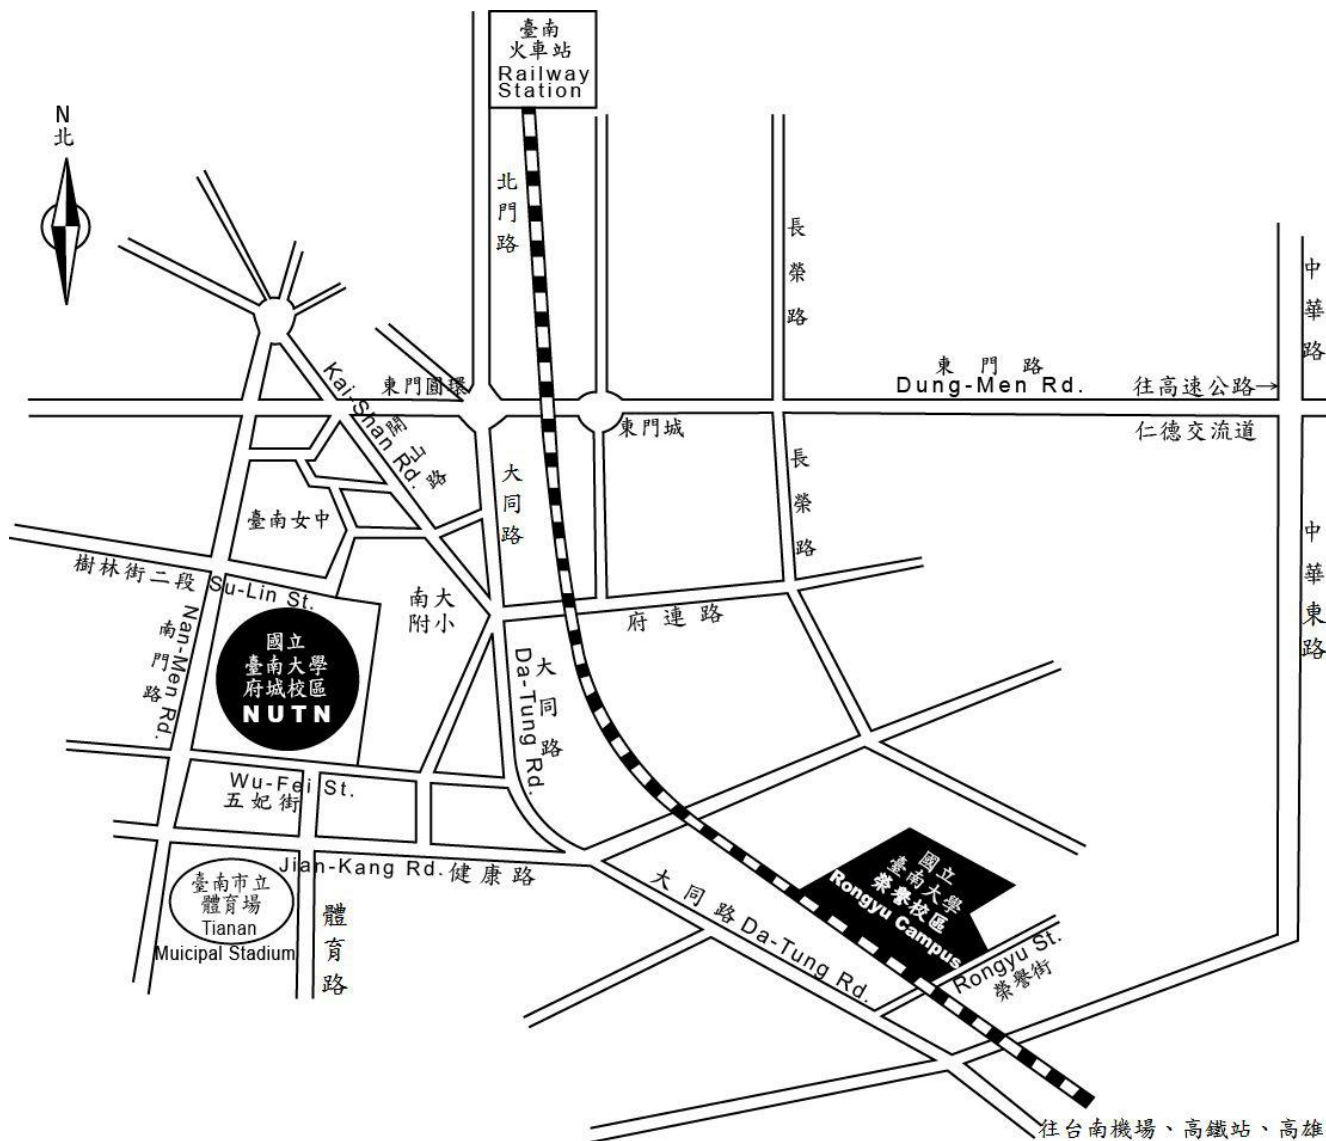 臺南
火車站
Railway
Station
N
北
北門路
長榮路
中華路
東門路
Dung-Men Rd.
往高速公路→
仁德交流道
東門圓環
東門城
Kai-Shan Rd.
開山路
大同路
長榮路
中華東路
臺南女中
樹林街二段
Su-Lin St.
南大
附小
府連路
Nan-Men Rd.
南門路
國立
臺南大學
府城校區
NUTN
Da-Tung Rd.
大同路
Wu-Fei St.
五妃街
Jian-Kang Rd. 健康路
臺南市立
體育場
Tianan
Muicipal Stadium
體育路
大同路 Da-Tung Rd.
國立
臺南大學
榮譽校區
Rongyu Campus
Rongyu St.
榮譽街
往台南機場、高鐵站、高雄